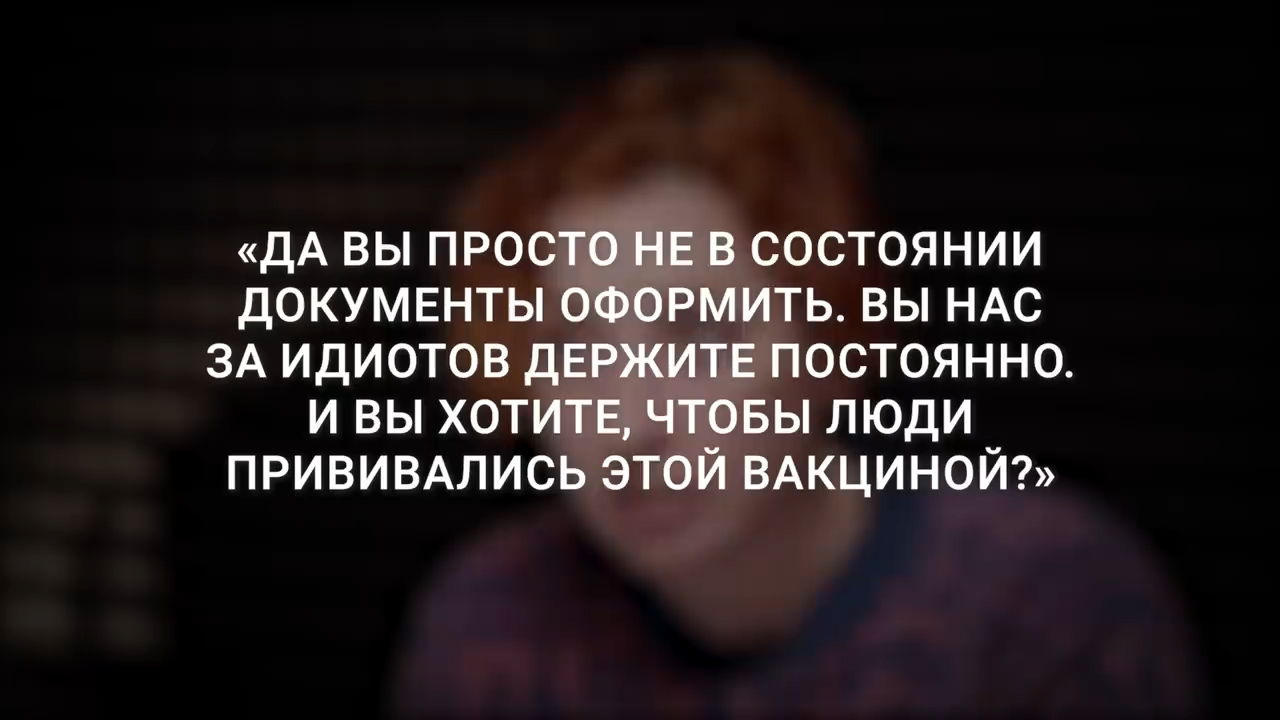 «ДА ВЫ ПРОСТО НЕ В СОСТОЯНИИ
ДОКУМЕНТЫ ОФОРМИТЬ. ВЫ НАС
ЗА ИДИОТОВ ДЕРЖИТЕ ПОСТОЯННО.
И ВЫ ХОТИТЕ, ЧТОБЫ ЛЮДИ
ПРИВИВАЛИСЬ ЭТОЙ ВАКЦИНОЙ?»